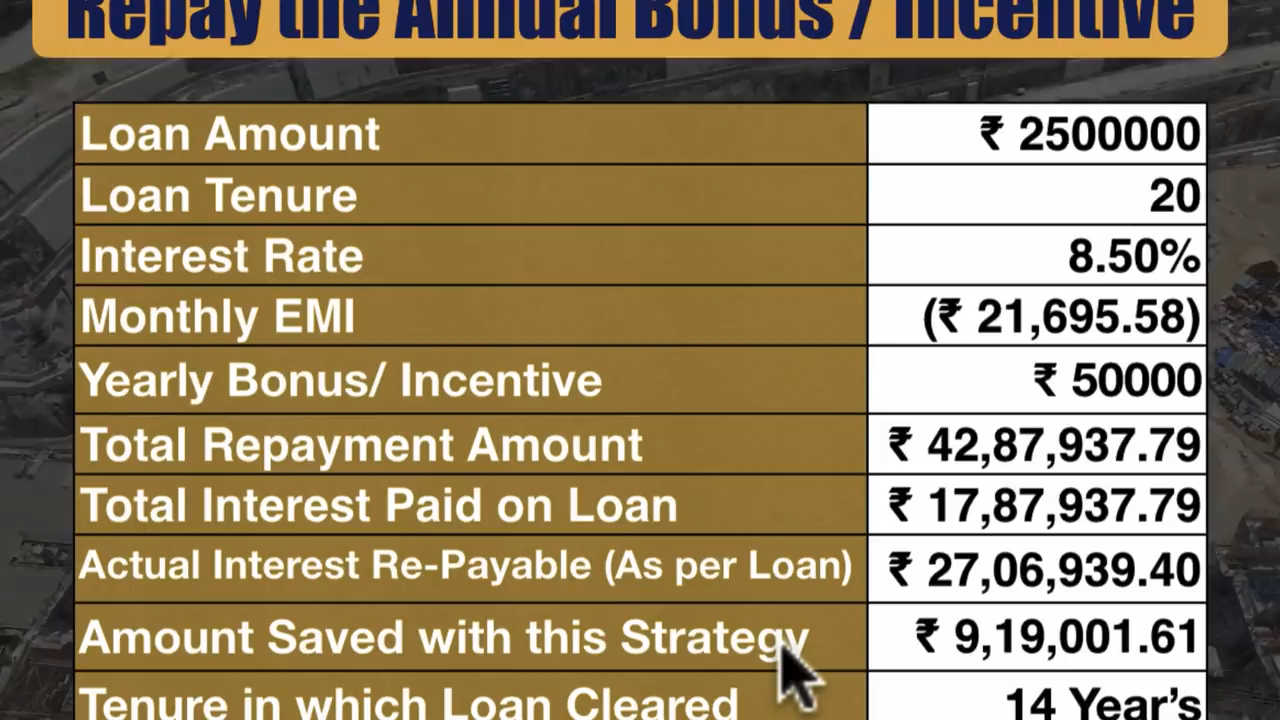 Repay the Annual Bonus / Incentive
Loan Amount ₹ 2500000
Loan Tenure 20
Interest Rate 8.50%
Monthly EMI (₹ 21,695.58)
Yearly Bonus/ Incentive ₹ 50000
Total Repayment Amount ₹ 42,87,937.79
Total Interest Paid on Loan ₹ 17,87,937.79
Actual Interest Re-Payable (As per Loan) ₹ 27,06,939.40
Amount Saved with this Strategy ₹ 9,19,001.61
Tenure in which Loan Cleared 14 Year's